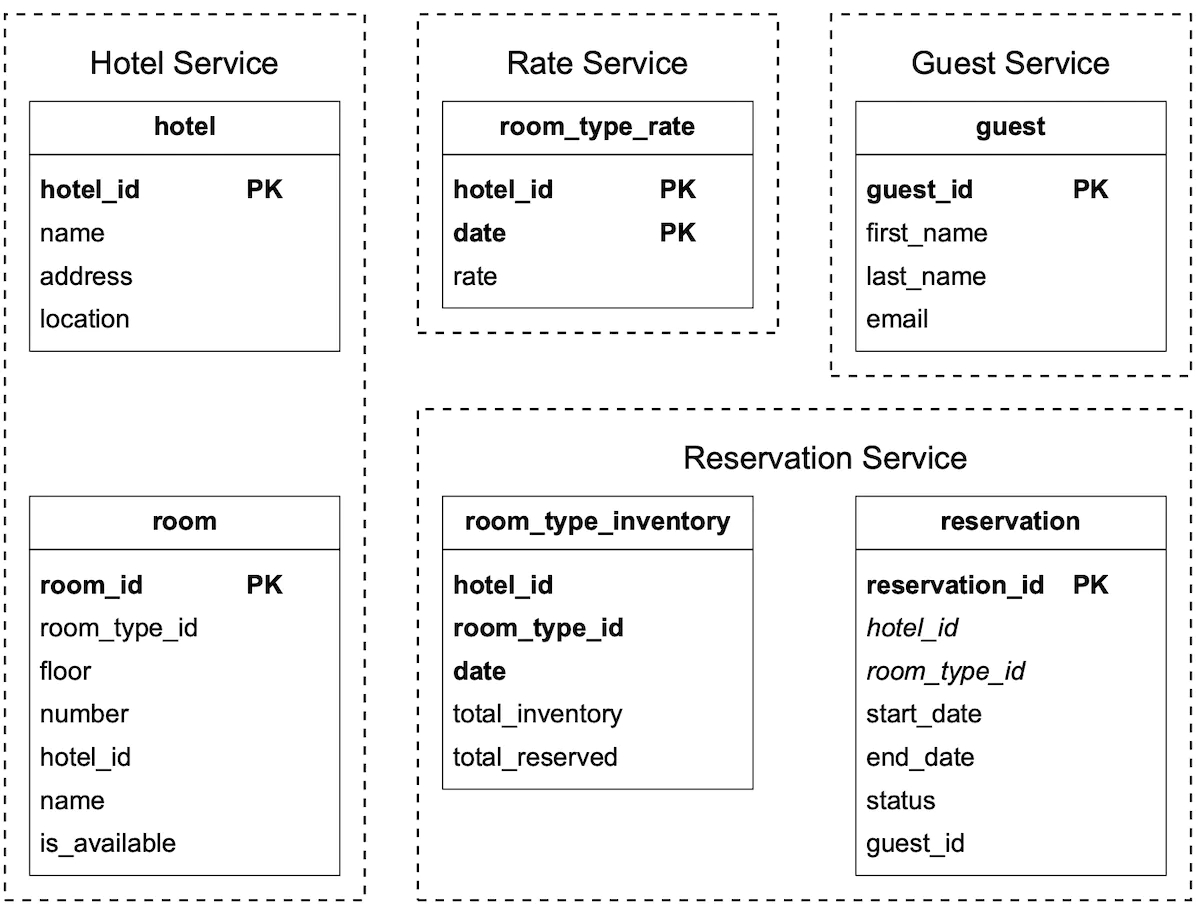 Hotel Service
hotel
hotel_id PK
name
address
location
room
room_id PK
room_type_id
floor
number
hotel_id
name
is_available
Rate Service
room_type_rate
hotel_id PK
date PK
rate
Guest Service
guest
guest_id PK
first_name
last_name
email
Reservation Service
room_type_inventory
hotel_id
room_type_id
date
total_inventory
total_reserved
reservation
reservation_id PK
hotel_id
room_type_id
start_date
end_date
status
guest_id